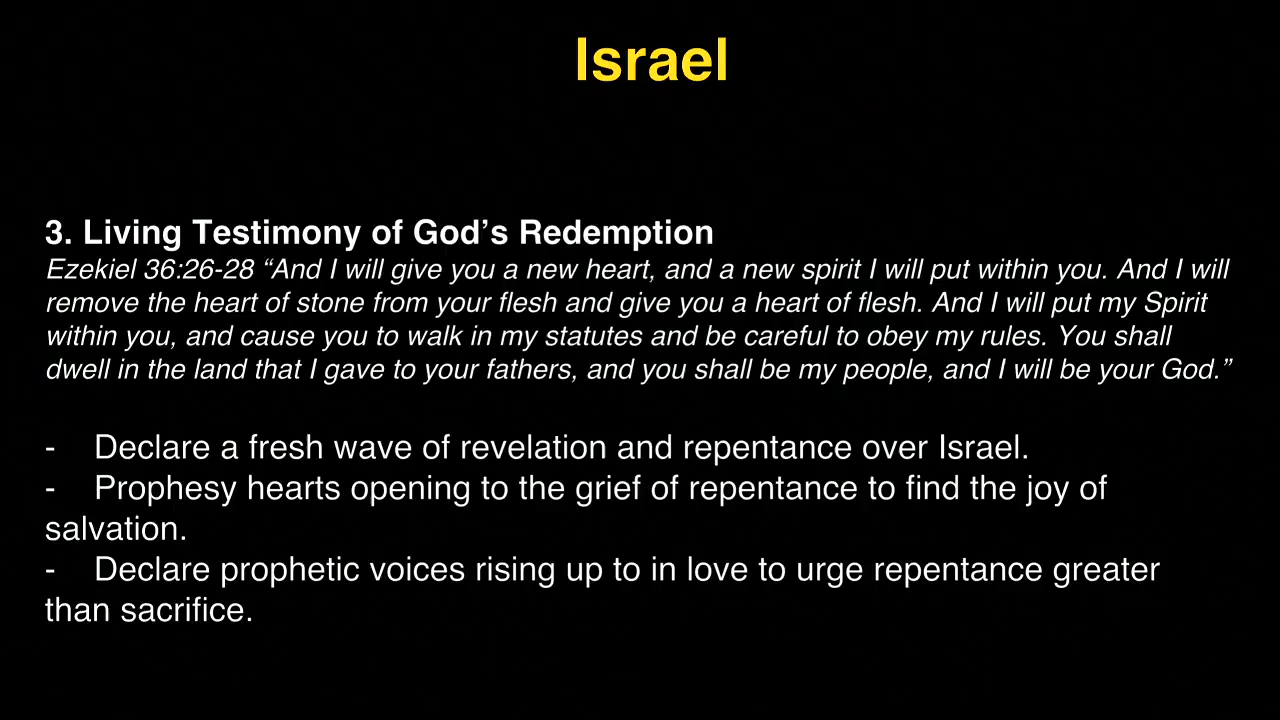 Israel
3. Living Testimony of God’s Redemption
Ezekiel 36:26-28 “And I will give you a new heart, and a new spirit I will put within you. And I will
remove the heart of stone from your flesh and give you a heart of flesh. And I will put my Spirit
within you, and cause you to walk in my statutes and be careful to obey my rules. You shall
dwell in the land that I gave to your fathers, and you shall be my people, and I will be your God.”
- Declare a fresh wave of revelation and repentance over Israel.
- Prophesy hearts opening to the grief of repentance to find the joy of
salvation.
- Declare prophetic voices rising up to in love to urge repentance greater
than sacrifice.